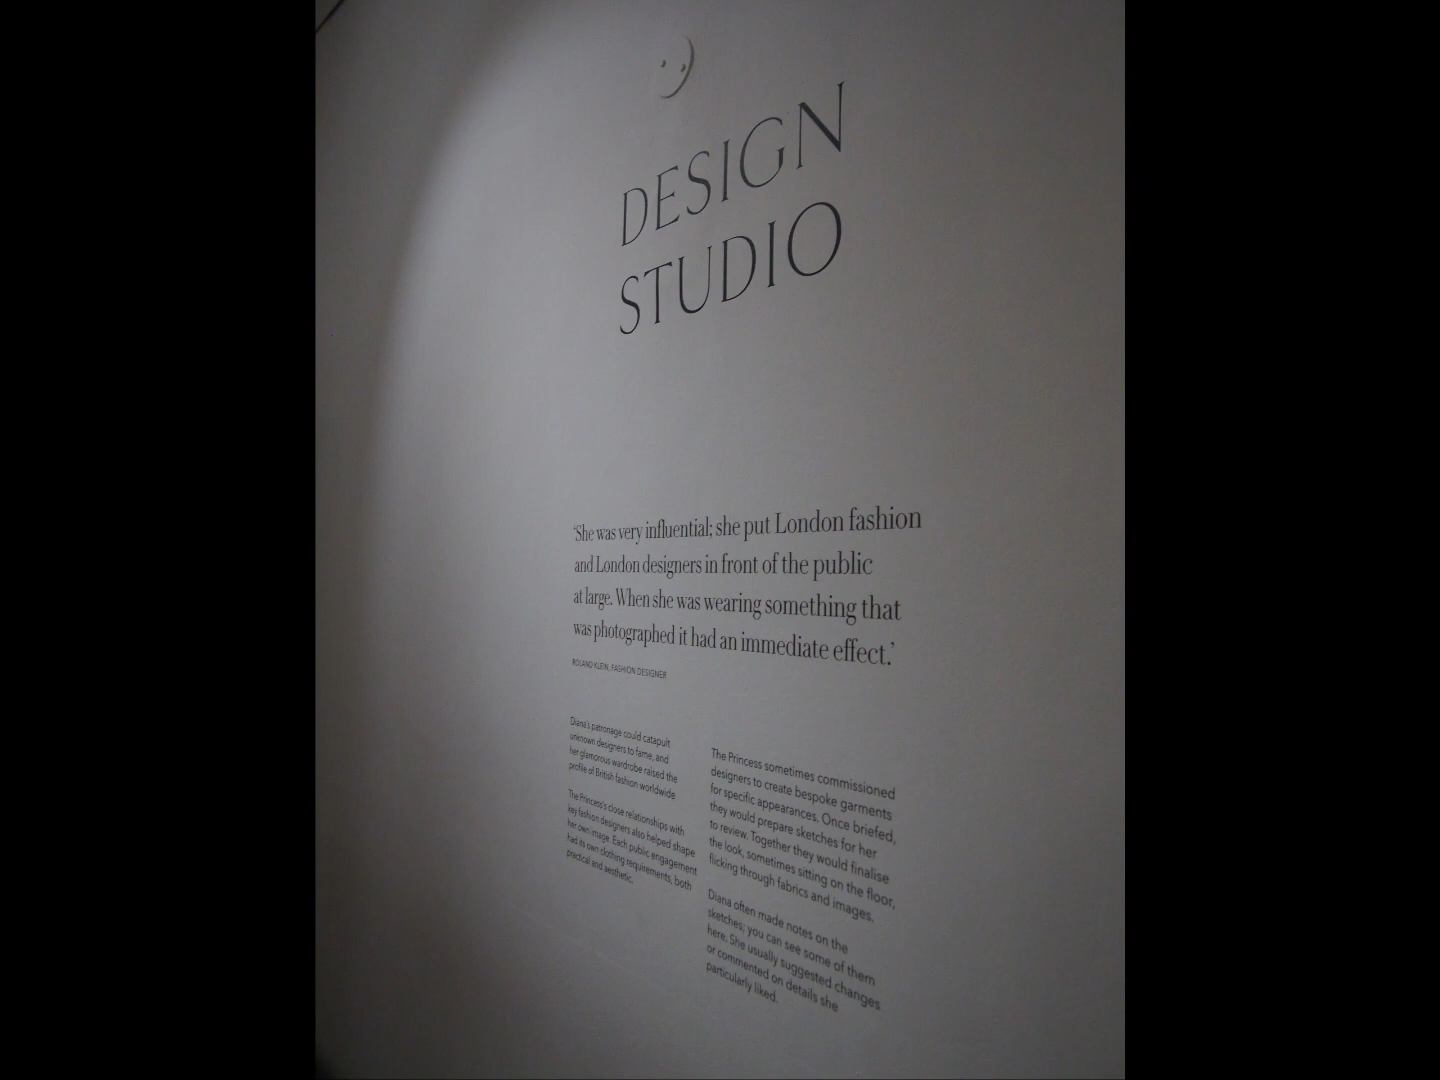 DESIGN
STUDIO
‘She was very influential; she put London fashion
and London designers in front of the public
at large. When she was wearing something that
was photographed it had an immediate effect.’
ROLAND KLEIN, FASHION DESIGNER
Diana's patronage could catapult
unknown designers to fame, and
her glamorous wardrobe raised the
profile of British fashion worldwide
The Princess's close relationships with
key fashion designers also helped shape
her own image. Each public engagement
had its own clothing requirements, both
practical and aesthetic.
The Princess sometimes commissioned
designers to create bespoke garments
for specific appearances. Once briefed,
they would prepare sketches for her
to review. Together they would finalise
the look, sometimes sitting on the floor,
flicking through fabrics and images.
Diana often made notes on the
sketches; you can see some of them
here. She usually suggested changes
or commented on details she
particularly liked.